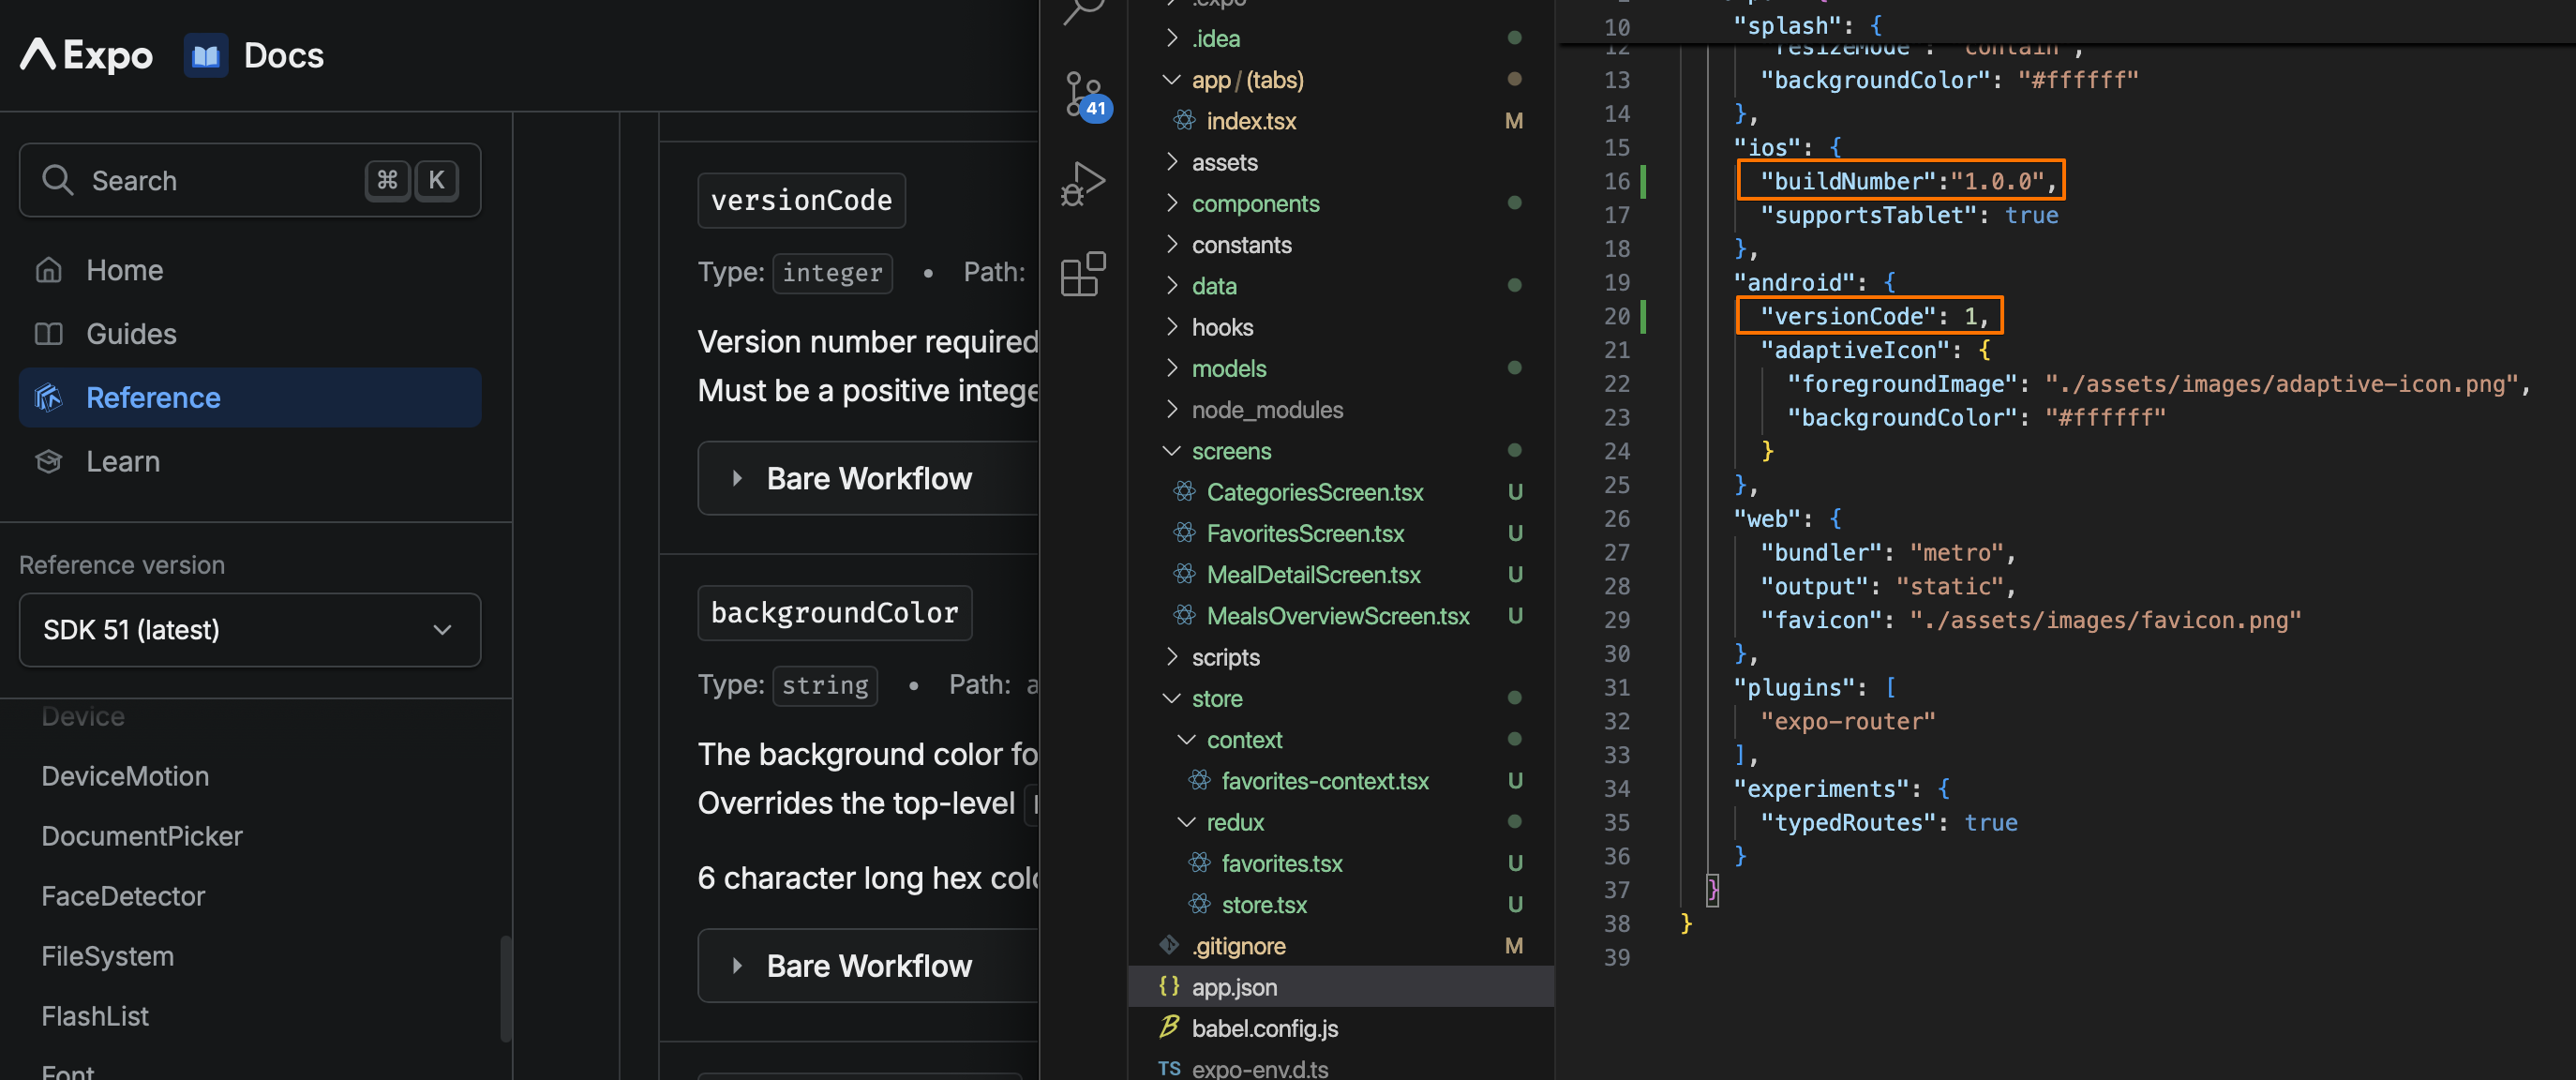 Expo Docs
Search ⌘ K
Home
Guides
Reference
Learn
Reference version
SDK 51 (latest)
Device
DeviceMotion
DocumentPicker
FaceDetector
FileSystem
FlashList
Font
versionCode
Type: integer • Path:
Version number required
Must be a positive intege
Bare Workflow
backgroundColor
Type: string • Path: a
The background color fo
Overrides the top-level
6 character long hex colo
Bare Workflow
41
.expo
.idea
app / (tabs)
index.tsx M
assets
components
constants
data
hooks
models
node_modules
screens
CategoriesScreen.tsx U
FavoritesScreen.tsx U
MealDetailScreen.tsx U
MealsOverviewScreen.tsx U
scripts
store
context
favorites-context.tsx U
redux
favorites.tsx U
store.tsx U
.gitignore M
{} app.json
babel.config.js
TS expo-env.d.ts
10 "splash": {
12 "resizeMode": "contain",
13 "backgroundColor": "#ffffff"
14 },
15 "ios": {
16 "buildNumber":"1.0.0",
17 "supportsTablet": true
18 },
19 "android": {
20 "versionCode": 1,
21 "adaptiveIcon": {
22 "foregroundImage": "./assets/images/adaptive-icon.png",
23 "backgroundColor": "#ffffff"
24 }
25 },
26 "web": {
27 "bundler": "metro",
28 "output": "static",
29 "favicon": "./assets/images/favicon.png"
30 },
31 "plugins": [
32 "expo-router"
33 ],
34 "experiments": {
35 "typedRoutes": true
36 }
37 }
38 }
39